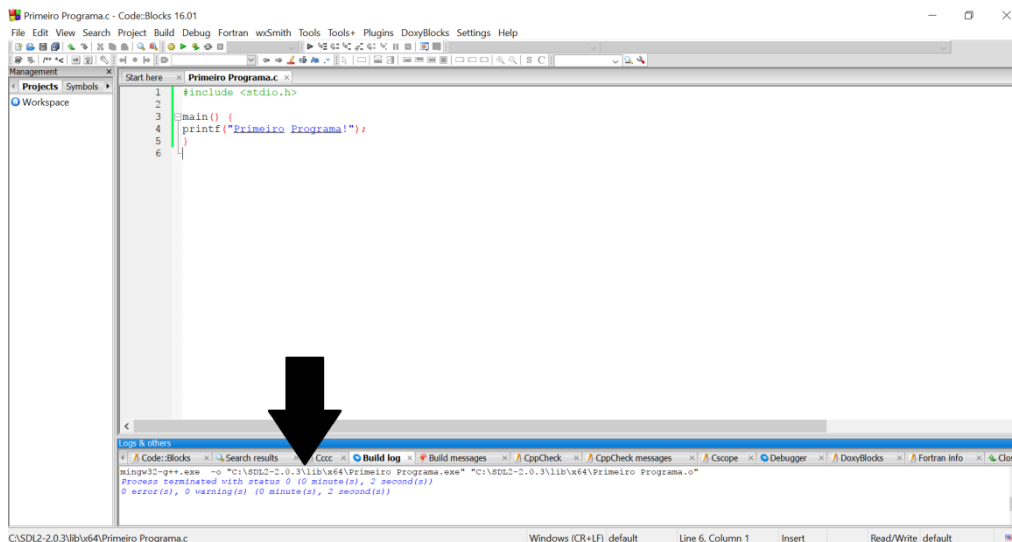 Primeiro Programa.c - Code::Blocks 16.01
File Edit View Search Project Build Debug Fortran wxSmith Tools Tools+ Plugins DoxyBlocks Settings Help
Management
Projects Symbols
Workspace
Start here Primeiro Programa.c
1 #include <stdio.h>
2
3 main() {
4 printf("Primeiro Programa!");
5 }
6
Logs & others
Code::Blocks Search results Cccc Build log Build messages CppCheck CppCheck messages Cscope Debugger DoxyBlocks Fortran info Clos
mingw32-g++.exe -o "C:\SDL2-2.0.3\lib\x64\Primeiro Programa.exe" "C:\SDL2-2.0.3\lib\x64\Primeiro Programa.o"
Process terminated with status 0 (0 minute(s), 2 second(s))
0 error(s), 0 warning(s) (0 minute(s), 2 second(s))
C:\SDL2-2.0.3\lib\x64\Primeiro Programa.c Windows (CR+LF) default Line 6, Column 1 Insert Read/Write default